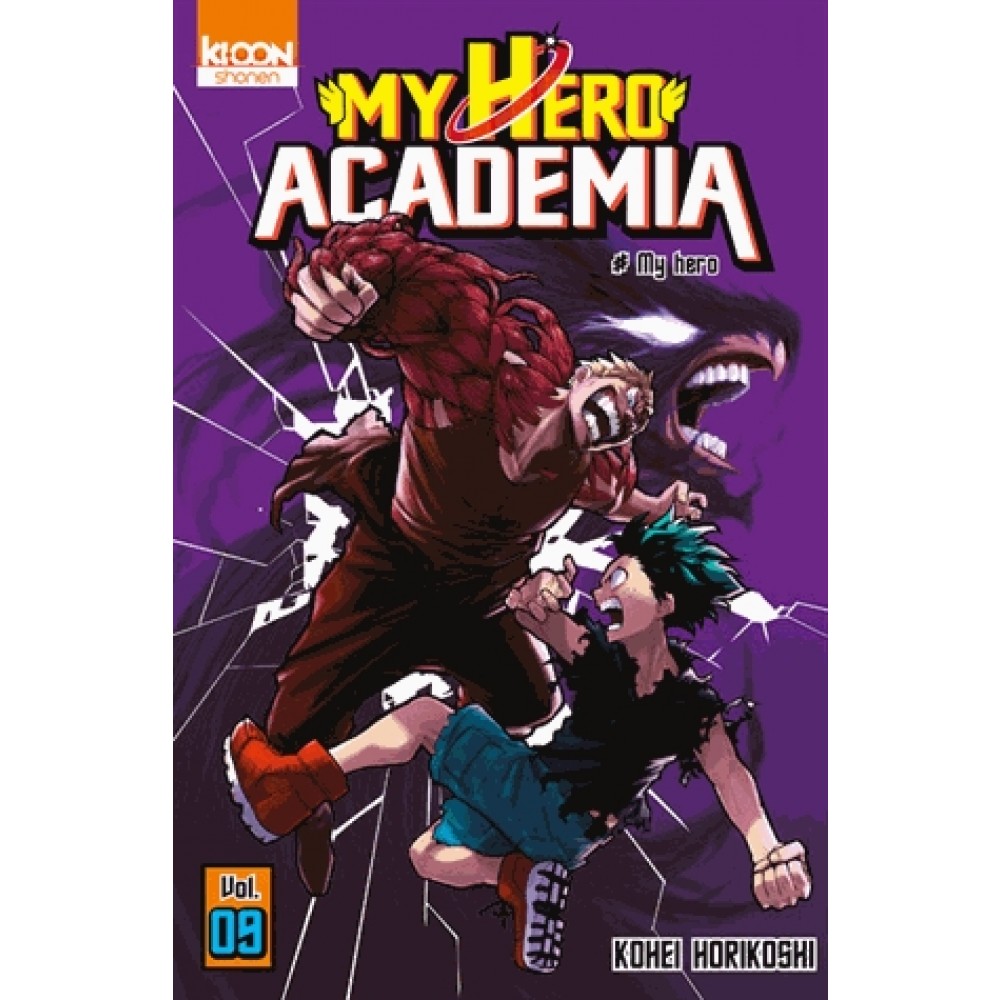 KI-OON
shonen
MY HERO
ACADEMIA
# My hero
Vol.
09
KOHEI HORIKOSHI